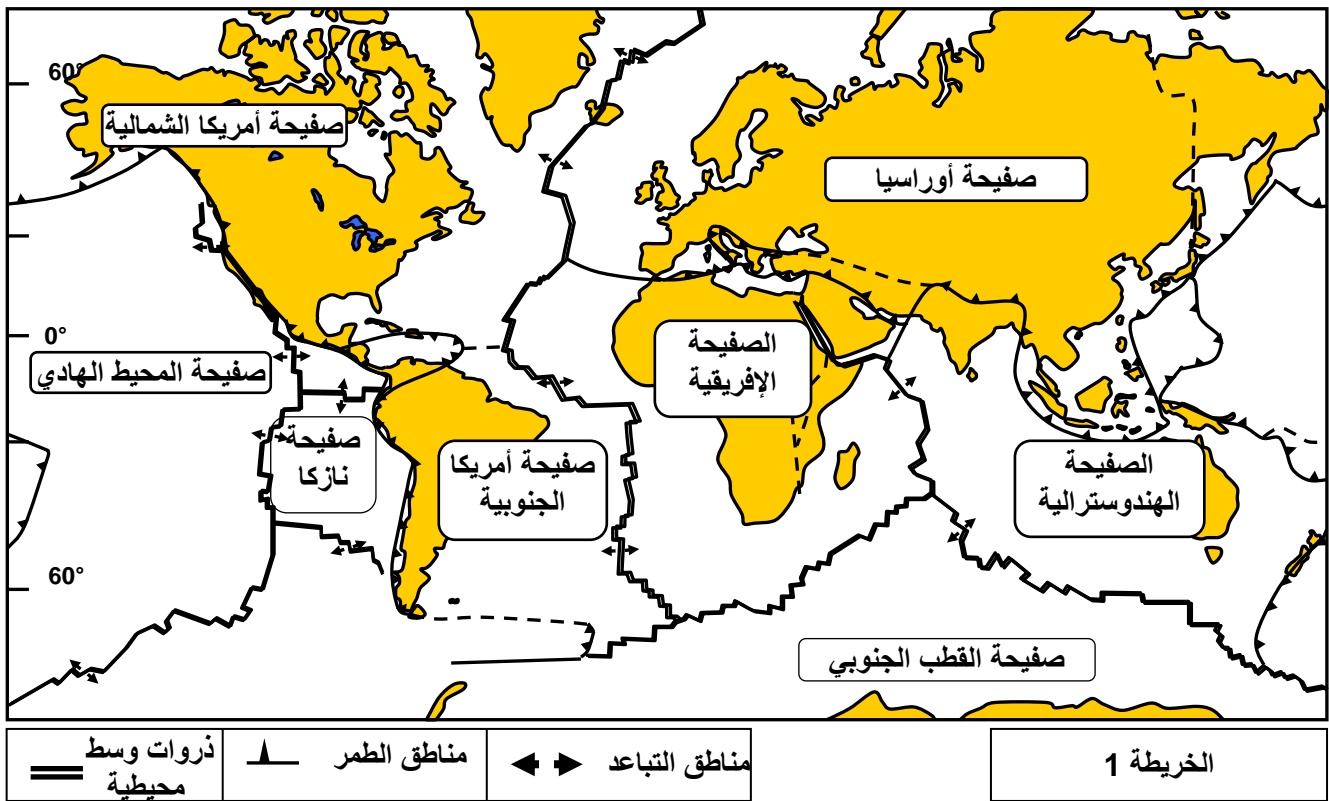 60°
صفيحة أمريكا الشمالية
صفيحة أوراسيا
0°
صفيحة المحيط الهادي
الصفيحة
الإفريقية
صفيحة
نازكا
صفيحة أمريكا
الجنوبية
الصفيحة
الهندوسترالية
60°
صفيحة القطب الجنوبي
ذروات وسط
محيطية
مناطق الطمر
مناطق التباعد
الخريطة 1